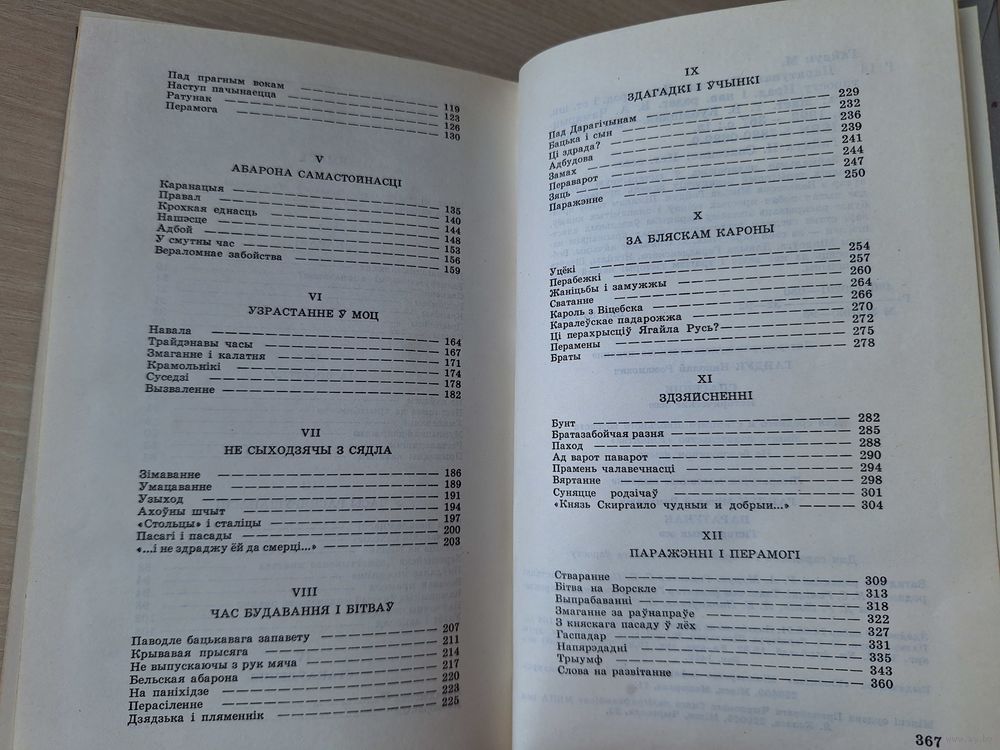 Пад прагным вокам 119
Наступ пачынаецца 123
Ратунак 126
Перамога 130
V
АБАРОНА САМАСТОЙНАСЦІ
Каранацыя 135
Правал 140
Крохкая еднасць 144
Нашэсце 148
Адбой 153
У смутны час 156
Вераломнае забойства 159
VI
УЗРАСТАННЕ Ў МОЦ
Навала 164
Трайдэнавы часы 167
Змаганне і калатня 171
Крамольнікі 174
Суседзі 178
Вызваленне 182
VII
НЕ СЫХОДЗЯЧЫ З СЯДЛА
Зімаванне 186
Умацаванне 189
Узыход 191
Ахоўны шчыт 194
«Стольцы» і сталіцы 197
Пасагі і пасады 200
«...і не здраджу ёй да смерці...» 203
VIII
ЧАС БУДАВАННЯ І БІТВАЎ
Паводле бацькавага запавету 207
Крывавая прысяга 211
Не выпускаючы з рук мяча 214
Бельская абарона 217
На паніхідзе 220
Перасіленне 223
Дзядзька і пляменнік 225
IX
ЗДАГАДКІ І ЎЧЫНКІ
Пад Дарагічынам 229
Бацька і сын 232
Ці здрада? 236
Адбудова 239
Замах 241
Пераварот 244
Зяць 247
Паражэнне 250
X
ЗА БЛЯСКАМ КАРОНЫ
Уцёкі 254
Перабежкі 257
Жаніцьбы і замужжы 260
Сватанне 264
Кароль з Віцебска 266
Каралеўскае падарожжа 270
Ці перахрысціў Ягайла Русь? 272
Перамены 275
Браты 278
XI
ЗДЗЯЙСНЕННІ
Бунт 282
Братазабойчая разня 285
Паход 288
Ад варот паварот 290
Прамень чалавечнасці 294
Вяртанне 298
Суняцце родзічаў 301
«Князь Скиргаило чудныи и добрыи...» 304
XII
ПАРАЖЭННІ І ПЕРАМОГІ
Стваранне 309
Бітва на Ворскле 313
Выпрабаванні 318
Змаганне за раўнапраўе 322
З княскага пасаду ў лёх 327
Гаспадар 331
Напярэдадні 335
Трыумф 343
Слова на развітанне 360
367